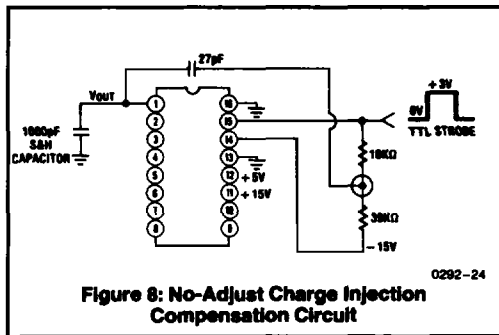 27pF
VOUT
1000pF
S&H
CAPACITOR
1
2
3
4
5
6
7
8
16
15
14
13
12
11
10
9
+5V
+15V
+3V
0V
TTL STROBE
10KΩ
39KΩ
-15V
0292-24
Figure 8: No-Adjust Charge Injection
Compensation Circuit